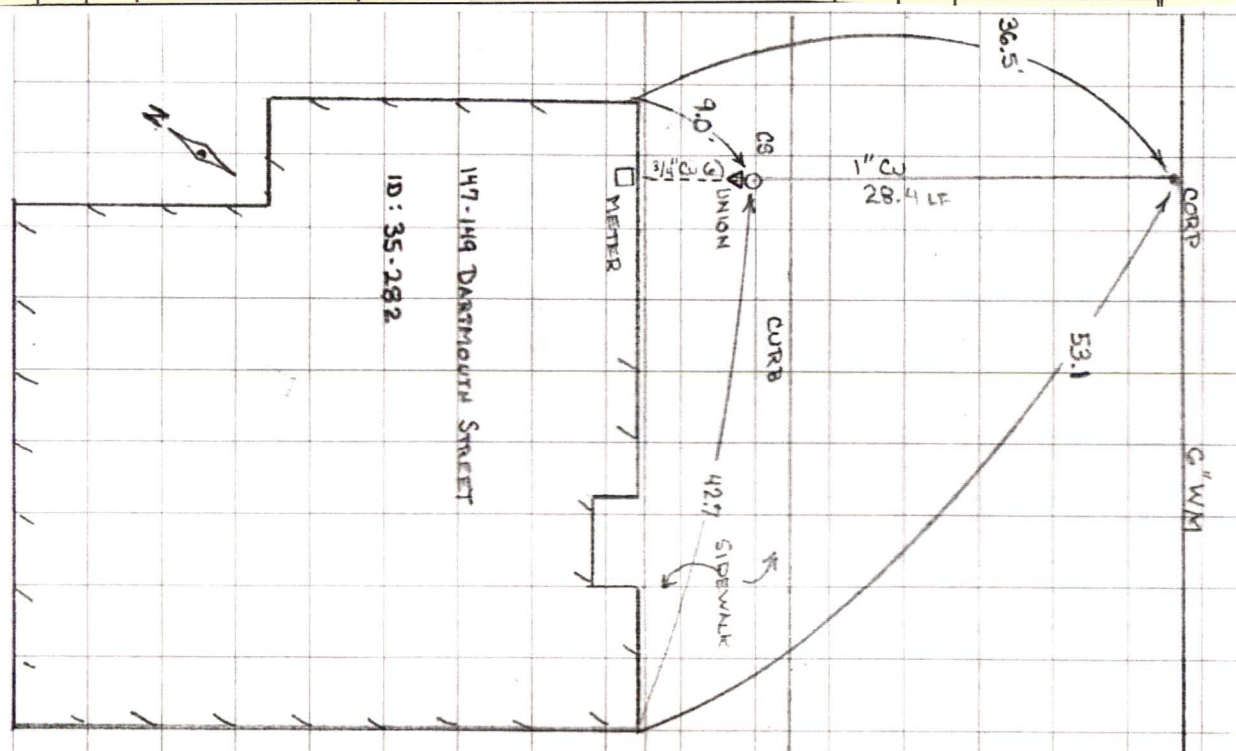 36.5'
9.0'
CS
3/4" CU (E)
UNION
1" CU
28.4 LF
CORP
METER
147-149 DARTMOUTH STREET
ID: 35-282
N
CURB
53.1
6" WM
42.7
SIDEWALK